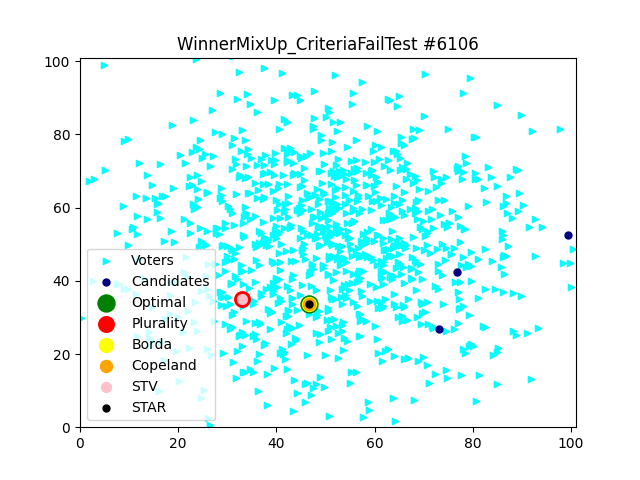 WinnerMixUp_CriteriaFailTest #6106
100
80
60
40
20
0
0
20
40
60
80
100
Voters
Candidates
Optimal
Plurality
Borda
Copeland
STV
STAR